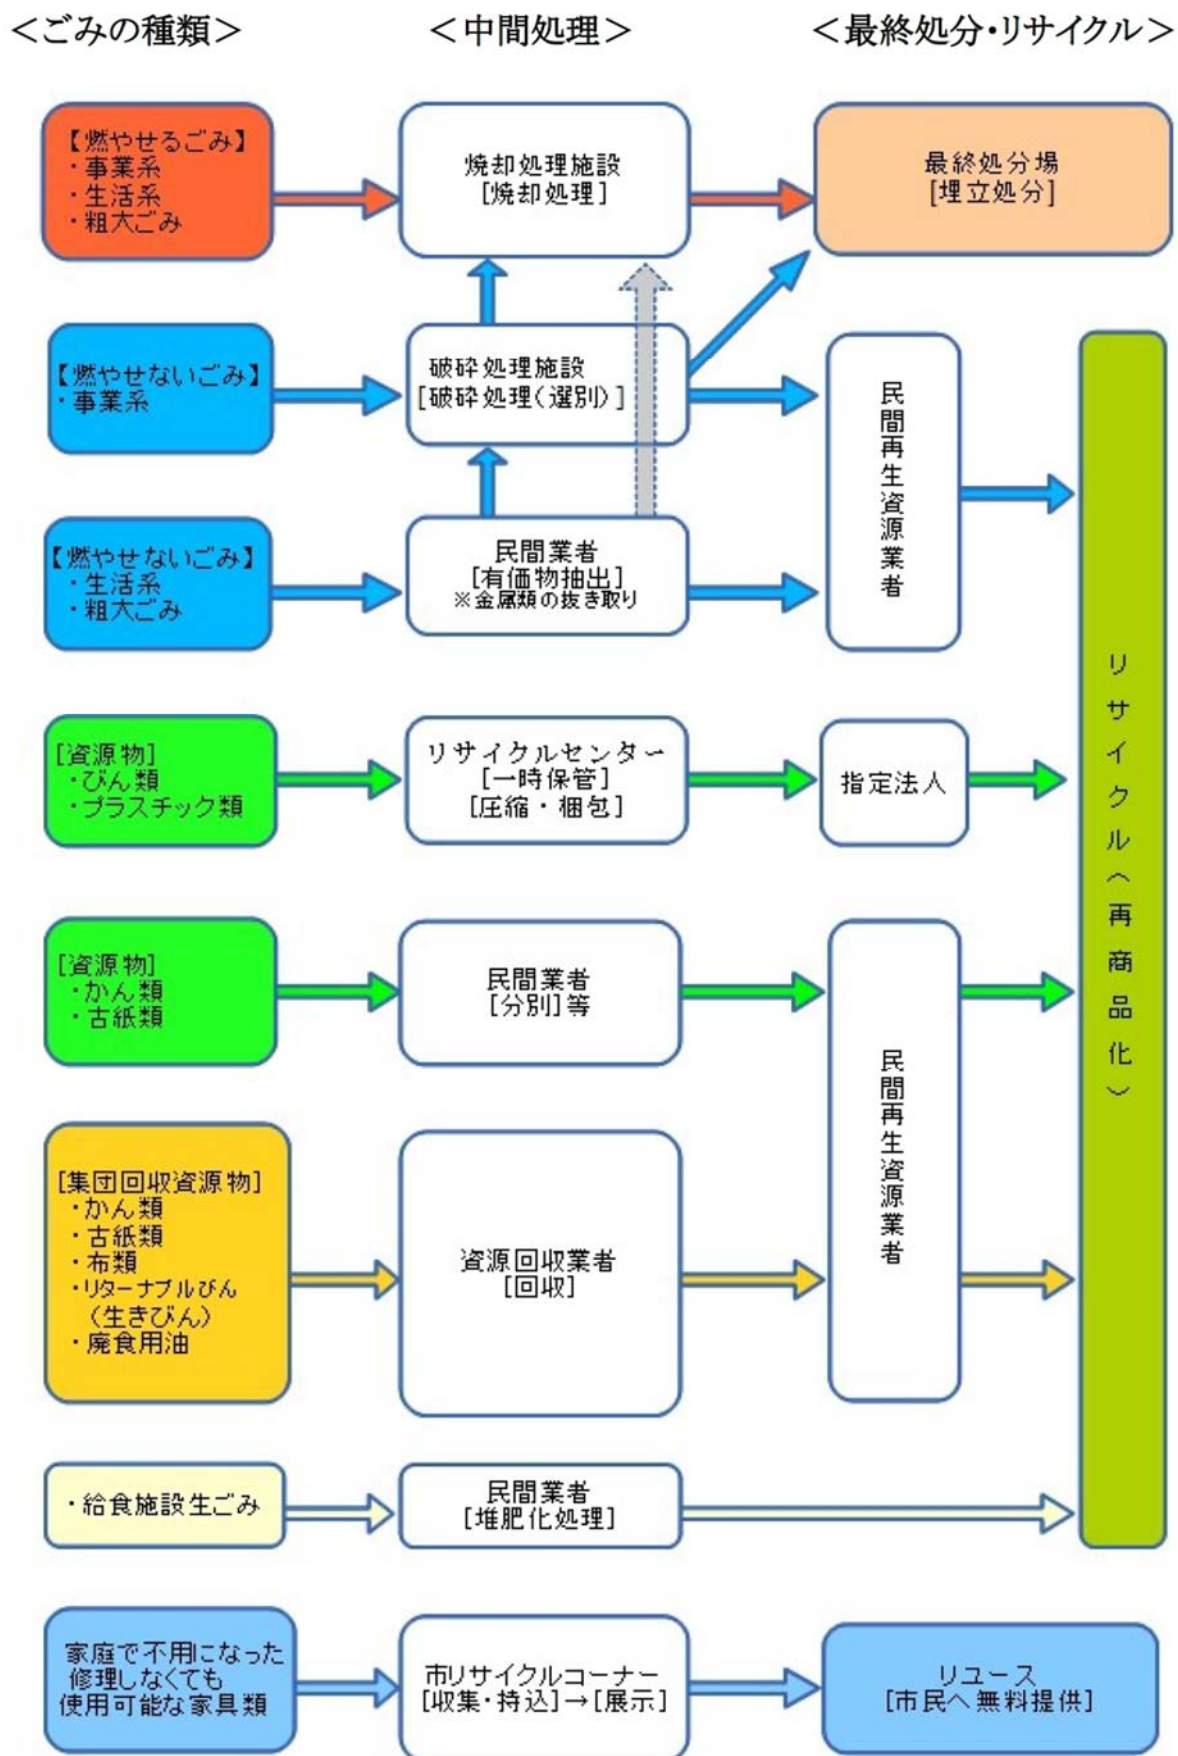 ＜ごみの種類＞
＜中間処理＞
＜最終処分・リサイクル＞
【燃やせるごみ】
・事業系
・生活系
・粗大ごみ
焼却処理施設
[焼却処理]
最終処分場
[埋立処分]
【燃やせないごみ】
・事業系
破砕処理施設
[破砕処理（選別）]
民間再生資源業者
【燃やせないごみ】
・生活系
・粗大ごみ
民間業者
[有価物抽出]
※金属類の抜き取り
リサイクル（再商品化）
[資源物]
・びん類
・プラスチック類
リサイクルセンター
[一時保管]
[圧縮・梱包]
指定法人
[資源物]
・かん類
・古紙類
民間業者
[分別]等
民間再生資源業者
[集団回収資源物]
・かん類
・古紙類
・布類
・リターナブルびん
（生きびん）
・廃食用油
資源回収業者
[回収]
・給食施設生ごみ
民間業者
[堆肥化処理]
家庭で不用になった
修理しなくても
使用可能な家具類
市リサイクルコーナー
[収集・持込]→[展示]
リユース
[市民へ無料提供]